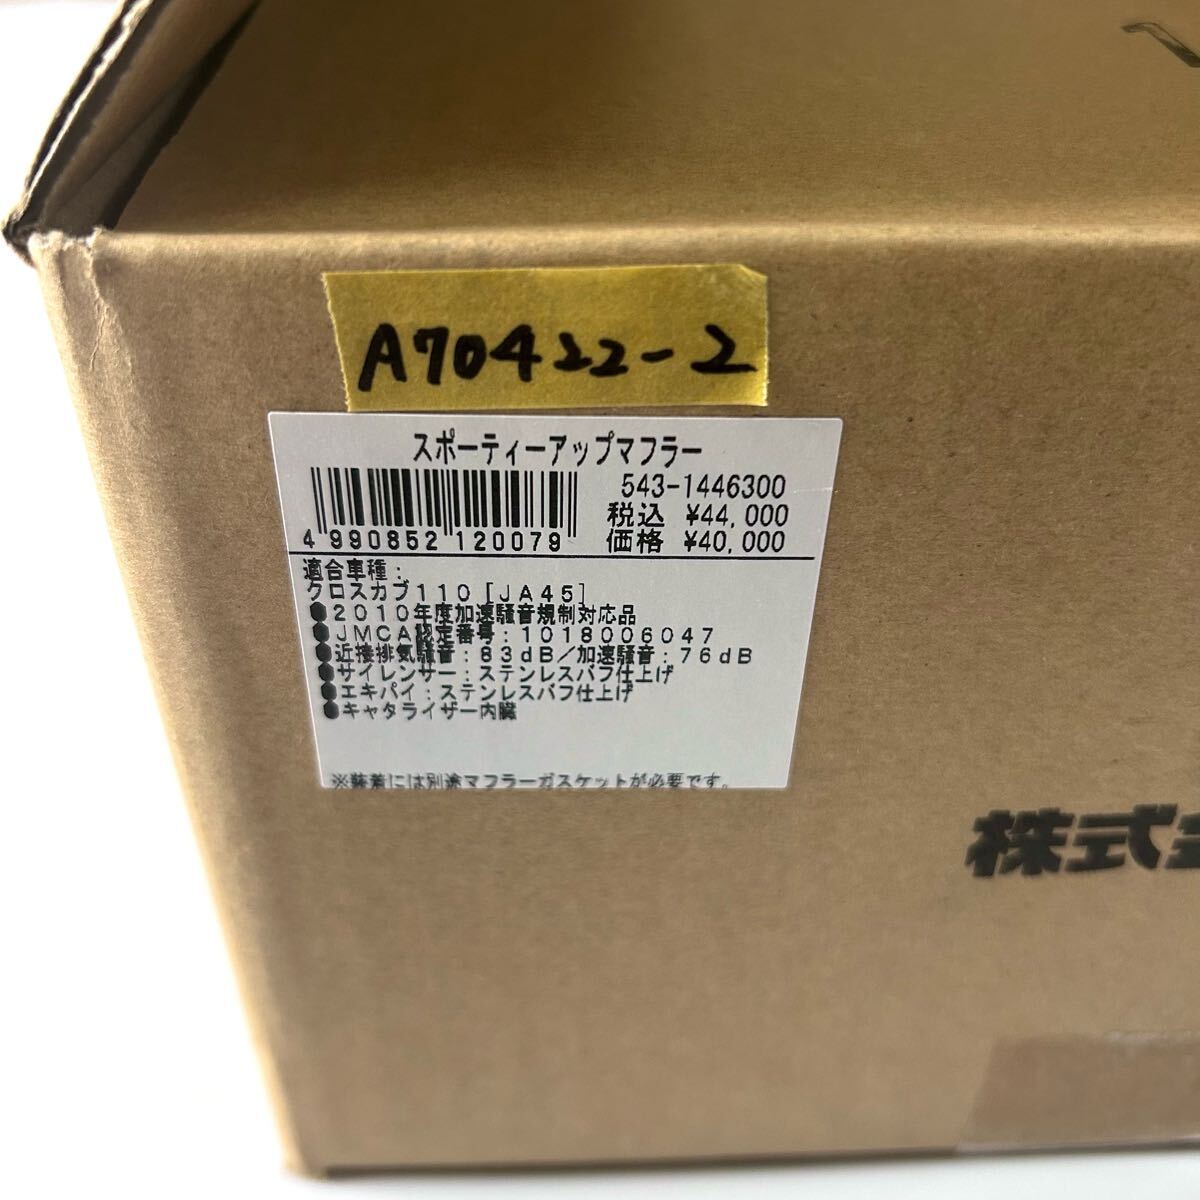 A70422-2
スポーティーアップマフラー
543-1446300
税込 ¥44,000
4 990852 120079 価格 ¥40,000
適合車種:
クロスカブ110[JA45]
●2010年度加速騒音規制対応品
●JMCA認定番号:1018006047
●近接排気騒音:83dB/加速騒音:76dB
●サイレンサー:ステンレスバフ仕上げ
●エキパイ:ステンレスバフ仕上げ
●キャタライザー内臓
※装着には別途マフラーガスケットが必要です。
株式